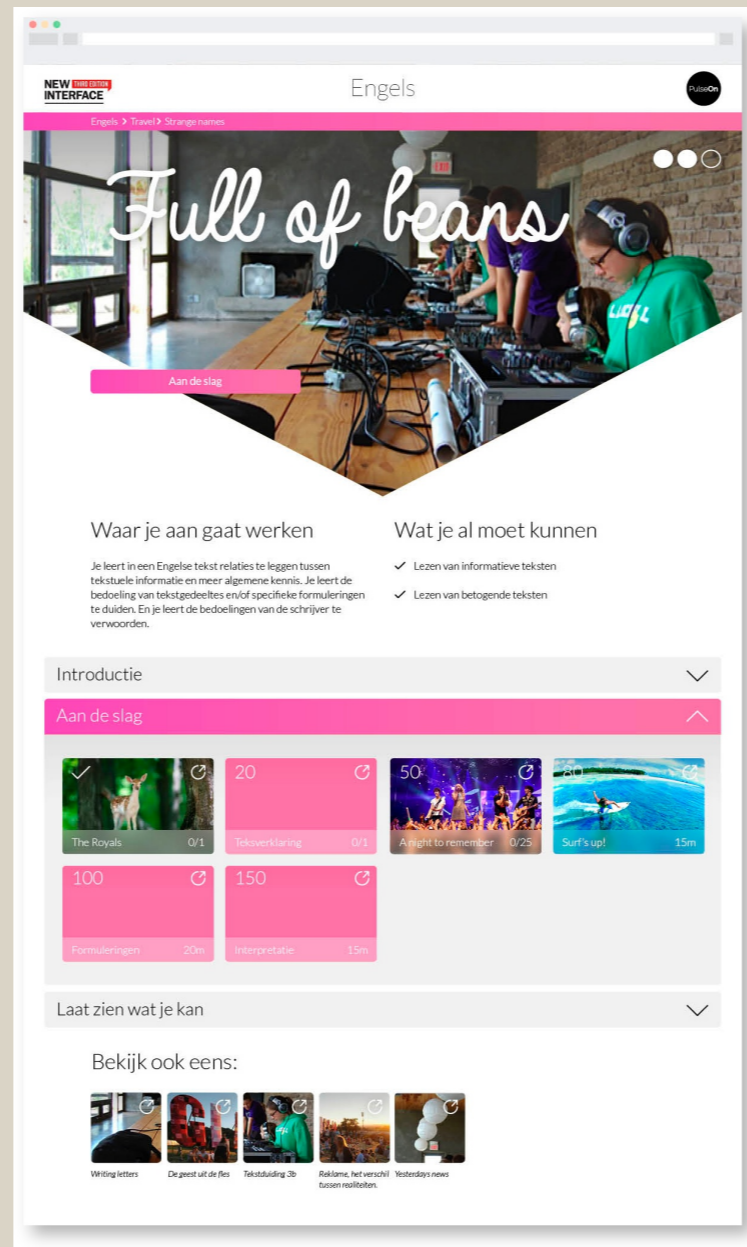 NEW THIRD EDITION
INTERFACE
Engels
PulseOn
Engels > Travel > Strange names
Full of beans
Aan de slag
Waar je aan gaat werken
Je leert in een Engelse tekst relaties te leggen tussen
tekstuele informatie en meer algemene kennis. Je leert de
bedoeling van tekstgedeeltes en/of specifieke formuleringen
te duiden. En je leert de bedoelingen van de schrijver te
verwoorden.
Wat je al moet kunnen
Lezen van informatieve teksten
Lezen van betogende teksten
Introductie
Aan de slag
The Royals 0/1
20
Teksverklaring 0/1
50
A night to remember 0/25
80
Surf's up! 15m
100
Formuleringen 20m
150
Interpretatie 15m
Laat zien wat je kan
Bekijk ook eens:
Writing letters
De geest uit de fles
Tekstduiding 3b
Reklame, het verschil
tussen realiteiten.
Yesterdays news